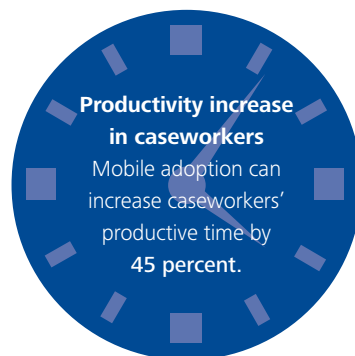 Productivity increase
in caseworkers
Mobile adoption can
increase caseworkers’
productive time by
45 percent.